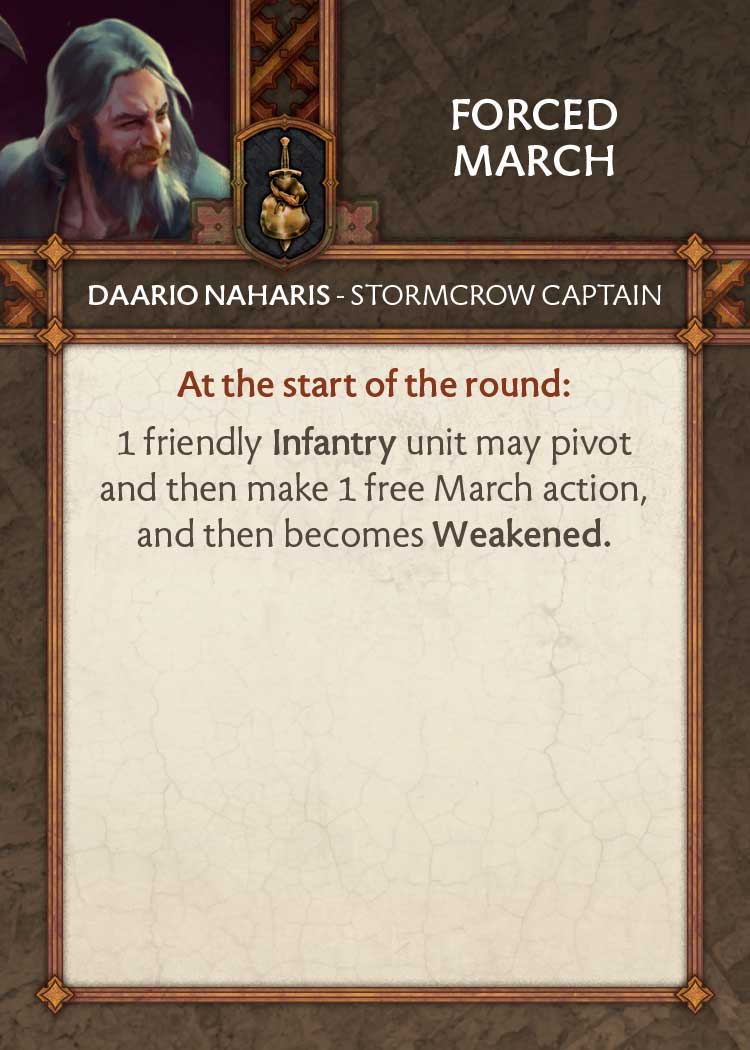 FORCED
MARCH
DAARIO NAHARIS - STORMCROW CAPTAIN
At the start of the round:
1 friendly Infantry unit may pivot
and then make 1 free March action,
and then becomes Weakened.